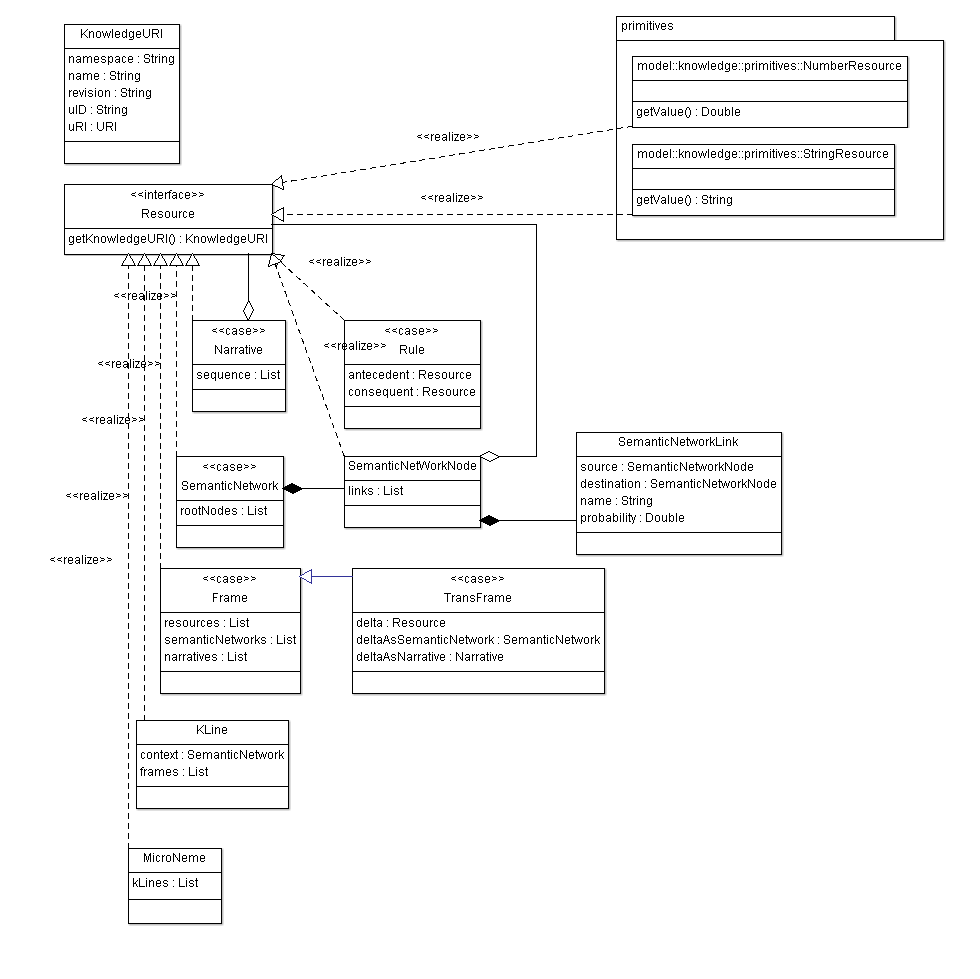 KnowledgeURI
namespace : String
name : String
revision : String
uID : String
uRI : URI
primitives
model::knowledge::primitives::NumberResource
getValue() : Double
model::knowledge::primitives::StringResource
getValue() : String
<<realize>>
<<realize>>
<<interface>>
Resource
getKnowledgeURI() : KnowledgeURI
<<realize>>
<<realize>>
<<realize>>
<<realize>>
<<realize>>
<<realize>>
<<realize>>
<<case>>
Narrative
sequence : List
<<case>>
Rule
antecedent : Resource
consequent : Resource
<<case>>
SemanticNetwork
rootNodes : List
SemanticNetWorkNode
links : List
SemanticNetworkLink
source : SemanticNetworkNode
destination : SemanticNetworkNode
name : String
probability : Double
<<case>>
Frame
resources : List
semanticNetworks : List
narratives : List
<<case>>
TransFrame
delta : Resource
deltaAsSemanticNetwork : SemanticNetwork
deltaAsNarrative : Narrative
KLine
context : SemanticNetwork
frames : List
MicroNeme
kLines : List